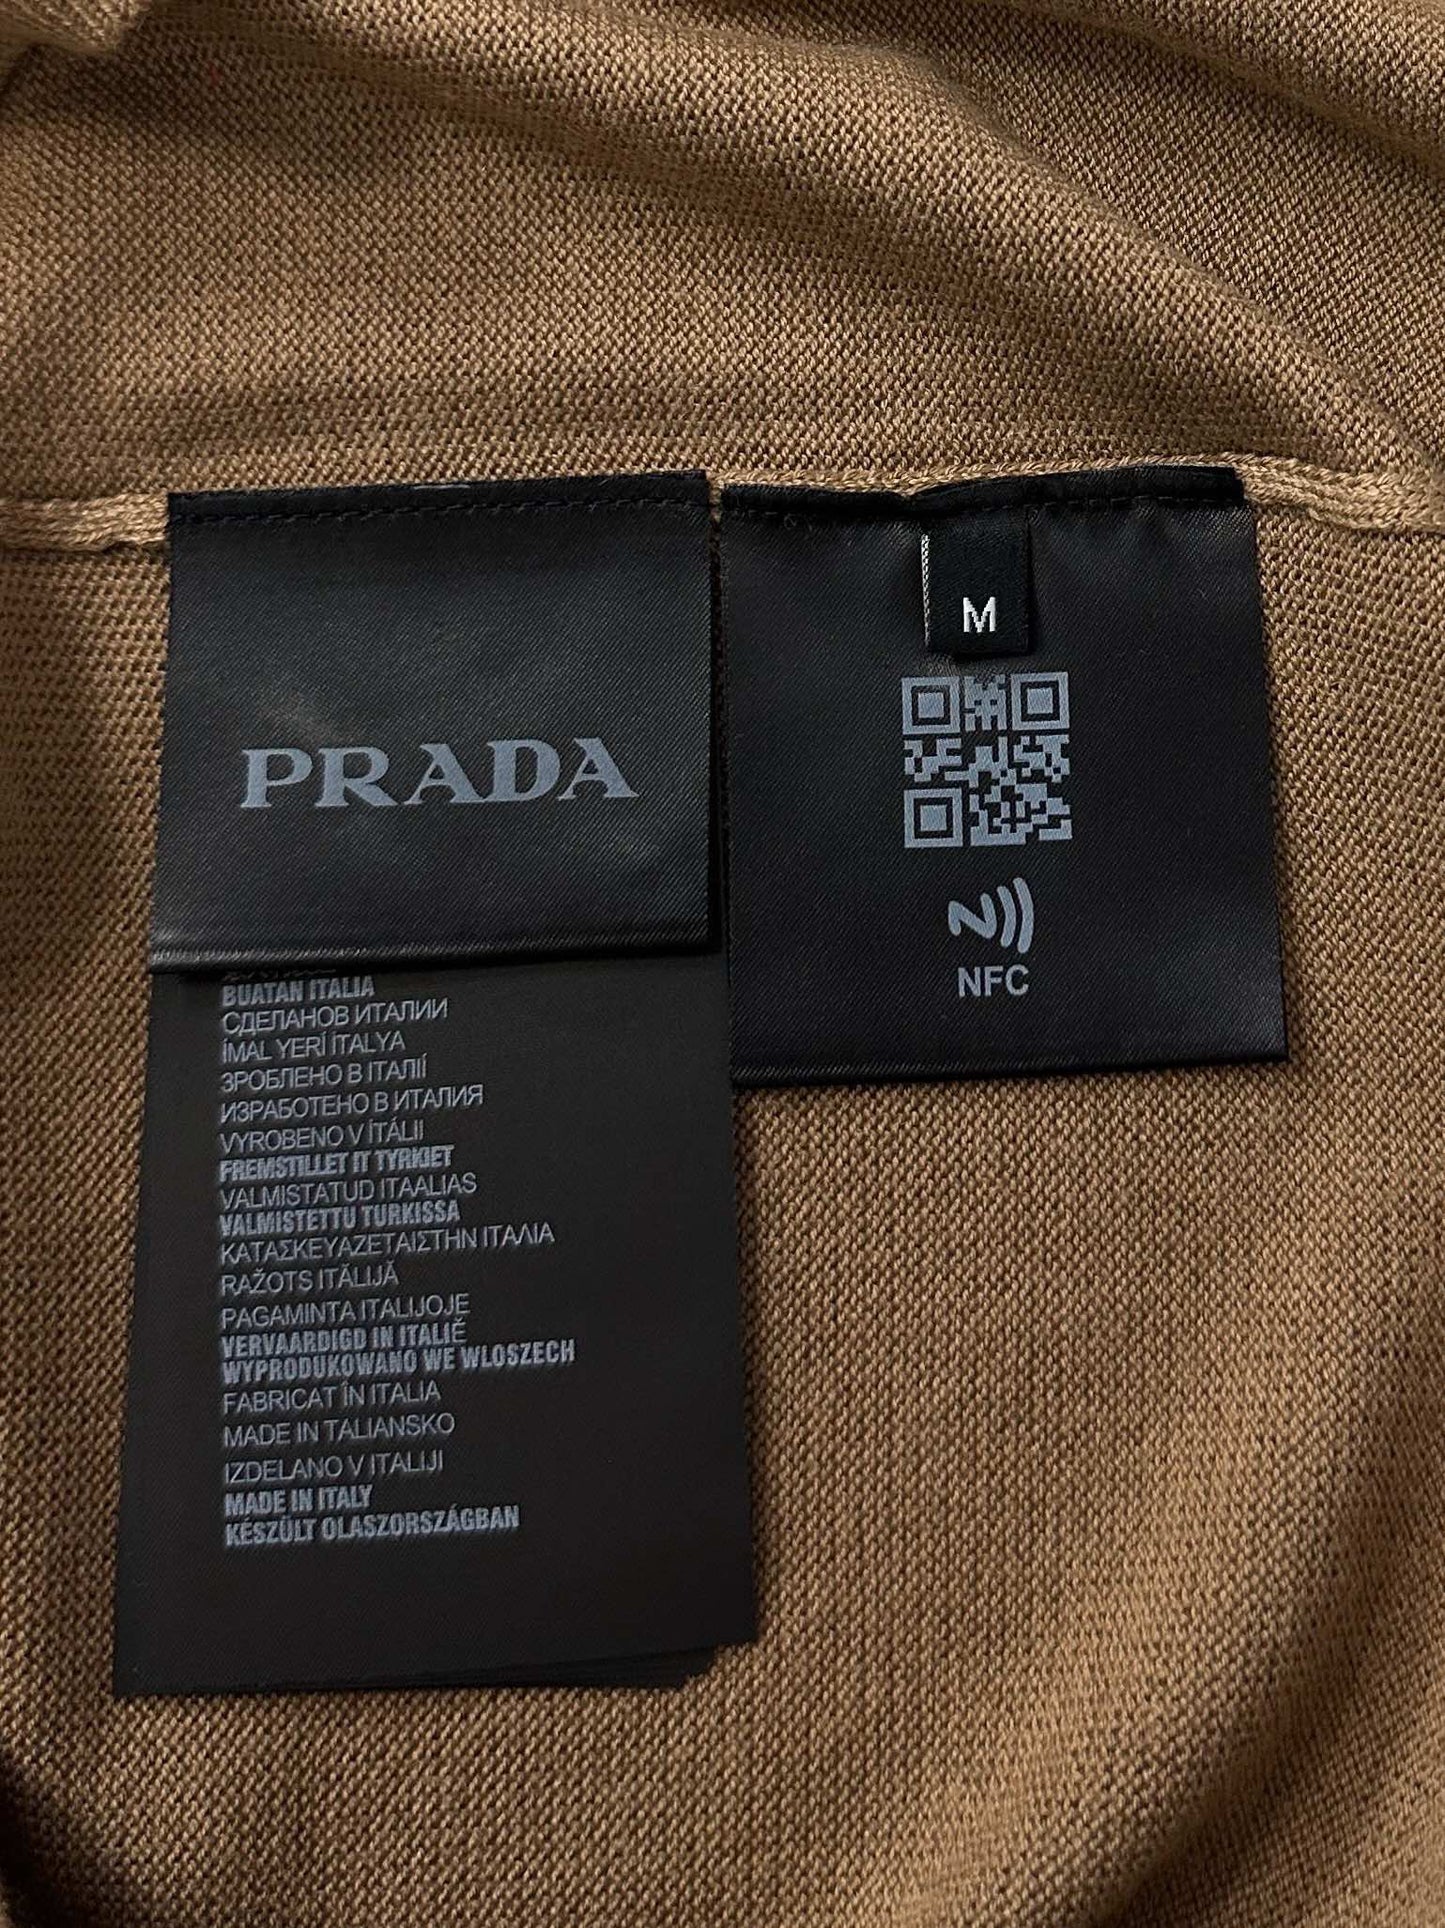 PRADA
M
NFC
BUATAN ITALIA
СДЕЛАНОВ ИТАЛИИ
İMAL YERİ İTALYA
ЗРОБЛЕНО В ІТАЛІЇ
ИЗРАБОТЕНО В ИТАЛИЯ
VYROBENO V ÍTÁLII
FREMSTILLET IT TYRKIET
VALMISTATUD ITAALIAS
VALMISTETTU TURKISSA
ΚΑΤΑΣΚΕΥΑΖΕΤΑΙΣΤΗΝ ΙΤΑΛΙΑ
RAŽOTS ITĀLIJĀ
PAGAMINTA ITALIJOJE
VERVAARDIGD IN ITALIĚ
WYPRODUKOWANO WE WLOSZECH
FABRICAT ÎN ITALIA
MADE IN TALIANSKO
IZDELANO V ITALIJI
MADE IN ITALY
KÉSZÜLT OLASZORSZÁGBAN